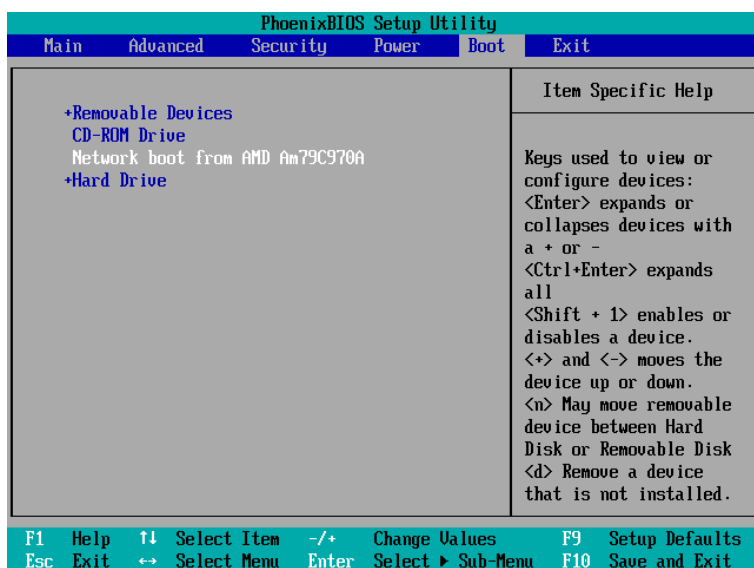 PhoenixBIOS Setup Utility
Main Advanced Security Power Boot Exit
+Removable Devices
CD-ROM Drive
Network boot from AMD Am79C970A
+Hard Drive
Item Specific Help
Keys used to view or
configure devices:
<Enter> expands or
collapses devices with
a + or -
<Ctrl+Enter> expands
all
<Shift + 1> enables or
disables a device.
<+> and <-> moves the
device up or down.
<n> May move removable
device between Hard
Disk or Removable Disk
<d> Remove a device
that is not installed.
F1 Help ↑↓ Select Item -/+ Change Values F9 Setup Defaults
Esc Exit ↔ Select Menu Enter Select ▶ Sub-Menu F10 Save and Exit